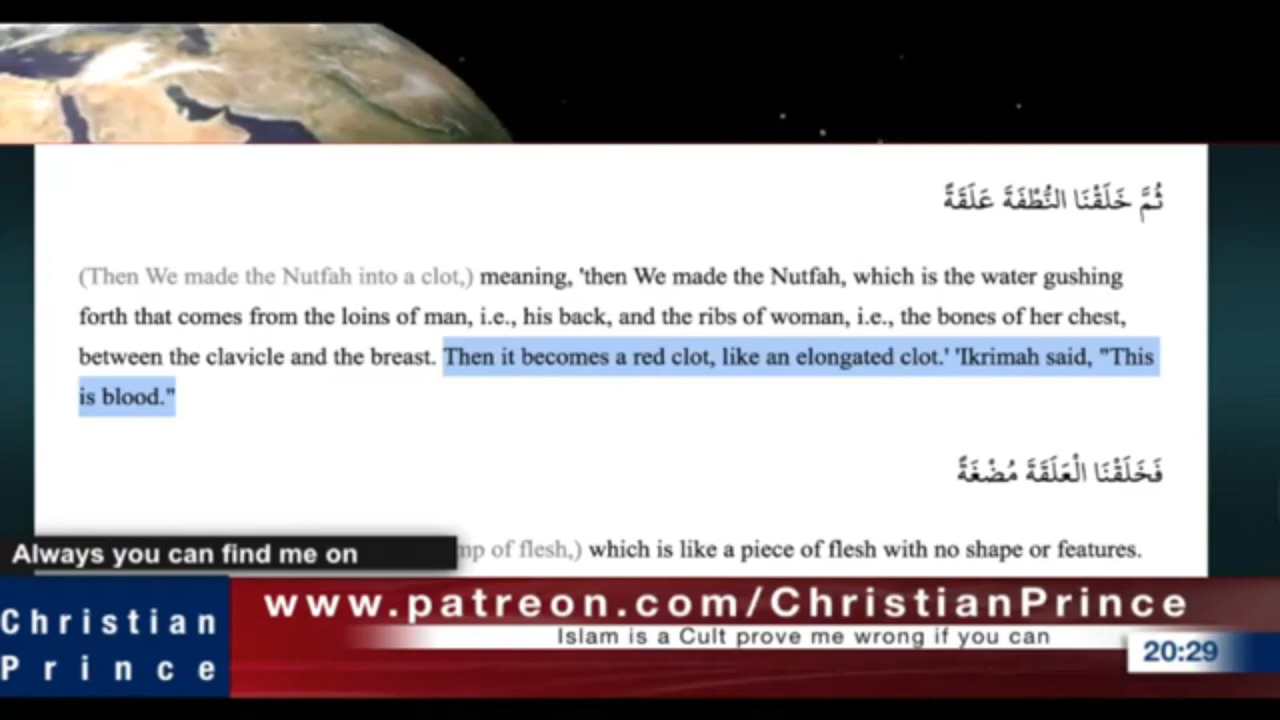 ثُمَّ خَلَقْنَا النُّطْفَةَ عَلَقَةً
(Then We made the Nutfah into a clot,) meaning, 'then We made the Nutfah, which is the water gushing
forth that comes from the loins of man, i.e., his back, and the ribs of woman, i.e., the bones of her chest,
between the clavicle and the breast. Then it becomes a red clot, like an elongated clot.' 'Ikrimah said, "This
is blood."
فَخَلَقْنَا الْعَلَقَةَ مُضْغَةً
of flesh,) which is like a piece of flesh with no shape or features.
Always you can find me on
www.patreon.com/ChristianPrince
Christian
Prince
Islam is a Cult prove me wrong if you can
20:29